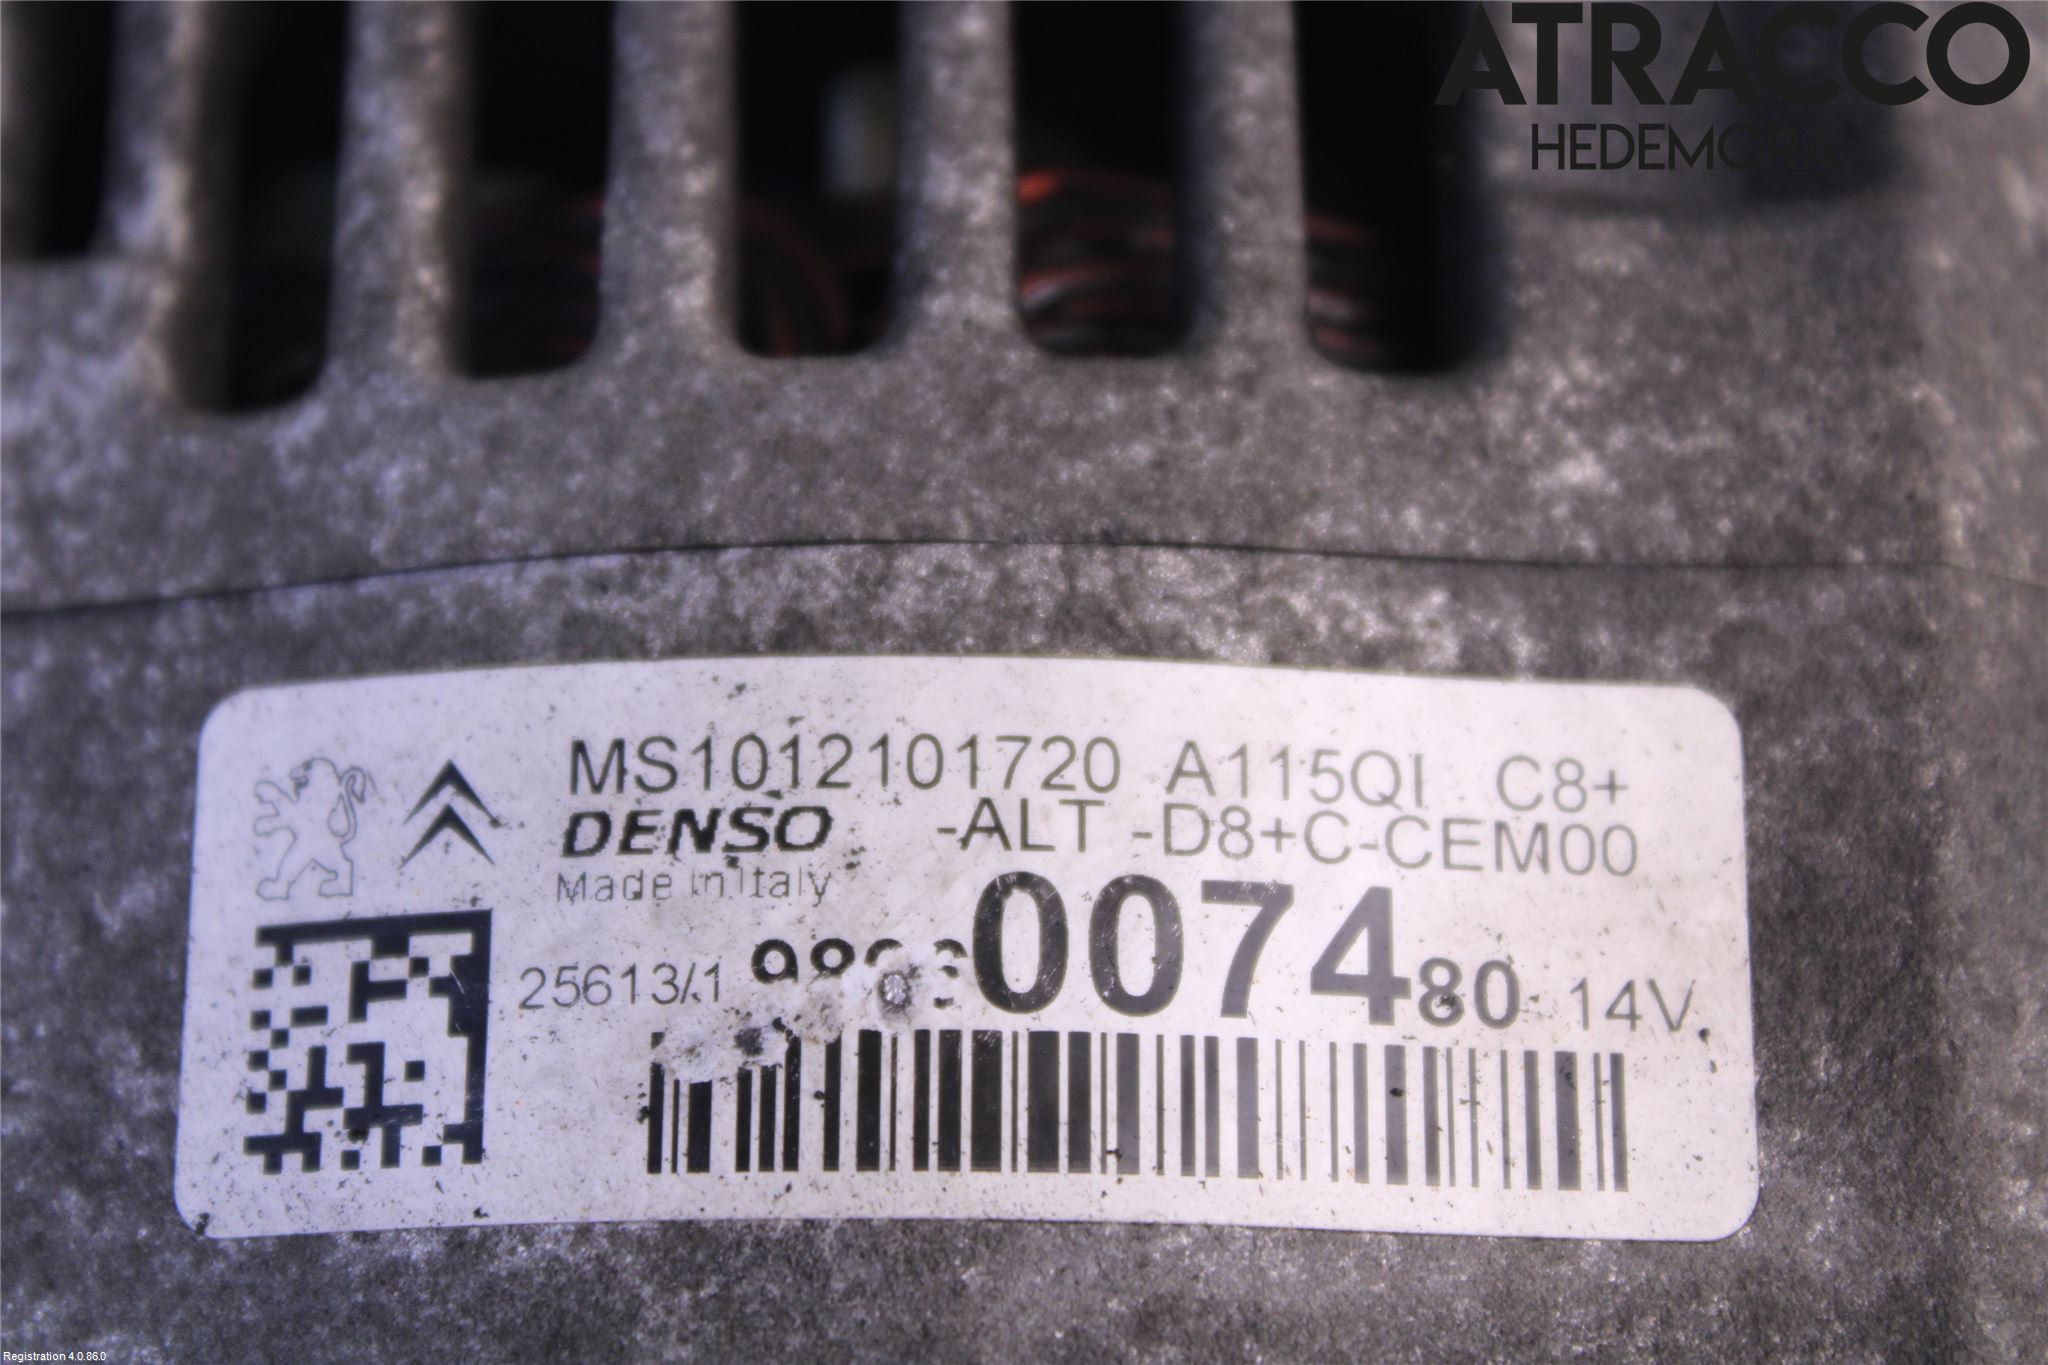 ATRACCO
HEDEMORA
MS1012101720 A115QI C8+
DENSO -ALT -D8+C-CEM00
Made in Italy
25613/1 0074 80 14V
Registration 4.0.86.0